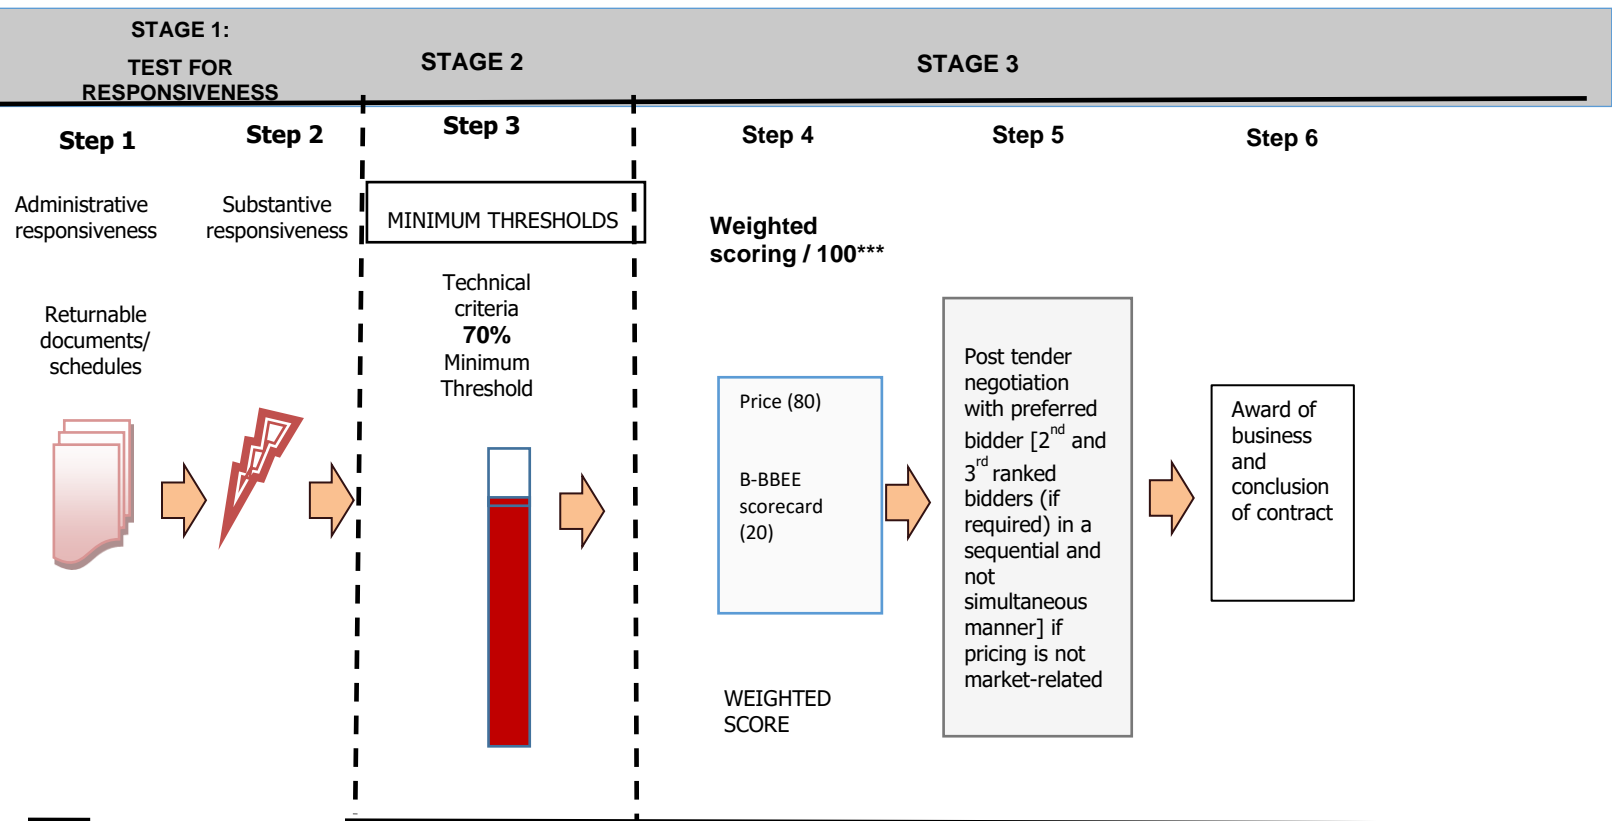 STAGE 1:
TEST FOR
RESPONSIVENESS
STAGE 2
STAGE 3
Step 1
Step 2
Step 3
Step 4
Step 5
Step 6
Administrative
responsiveness
Substantive
responsiveness
MINIMUM THRESHOLDS
Weighted
scoring / 100***
Returnable
documents/
schedules
Technical
criteria
70%
Minimum
Threshold
Price (80)
B-BBEE
scorecard
(20)
WEIGHTED
SCORE
Post tender
negotiation
with preferred
bidder [2nd and
3rd ranked
bidders (if
required) in a
sequential and
not
simultaneous
manner] if
pricing is not
market-related
Award of
business
and
conclusion
of contract